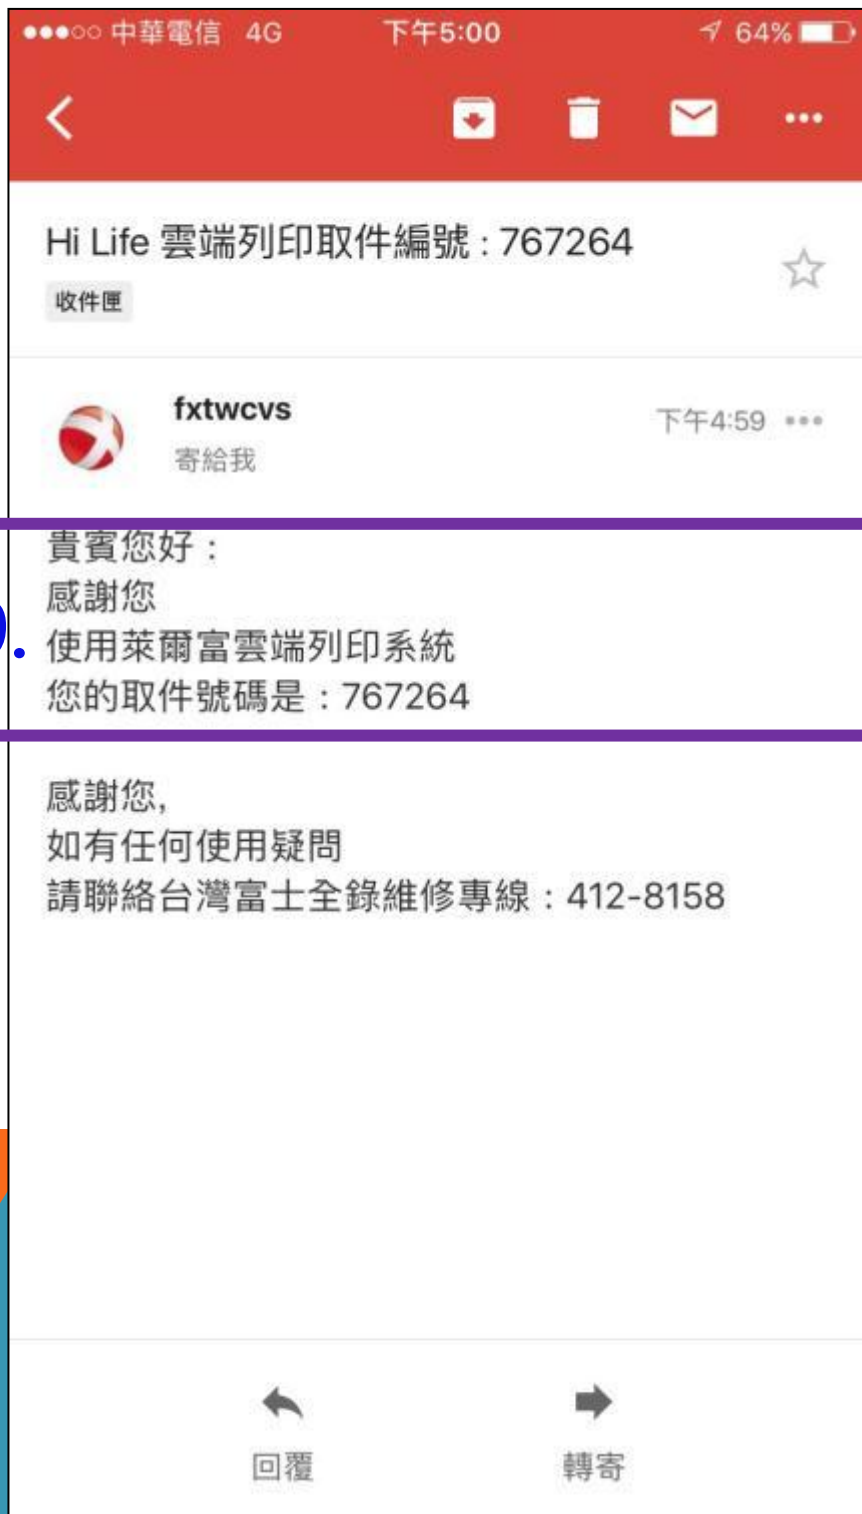 中華電信 4G 下午5:00 64%
Hi Life 雲端列印取件編號 : 767264
收件匣
fxtwcvs 下午4:59
寄給我
貴賓您好：
感謝您
使用萊爾富雲端列印系統
您的取件號碼是：767264
感謝您,
如有任何使用疑問
請聯絡台灣富士全錄維修專線：412-8158
回覆 轉寄